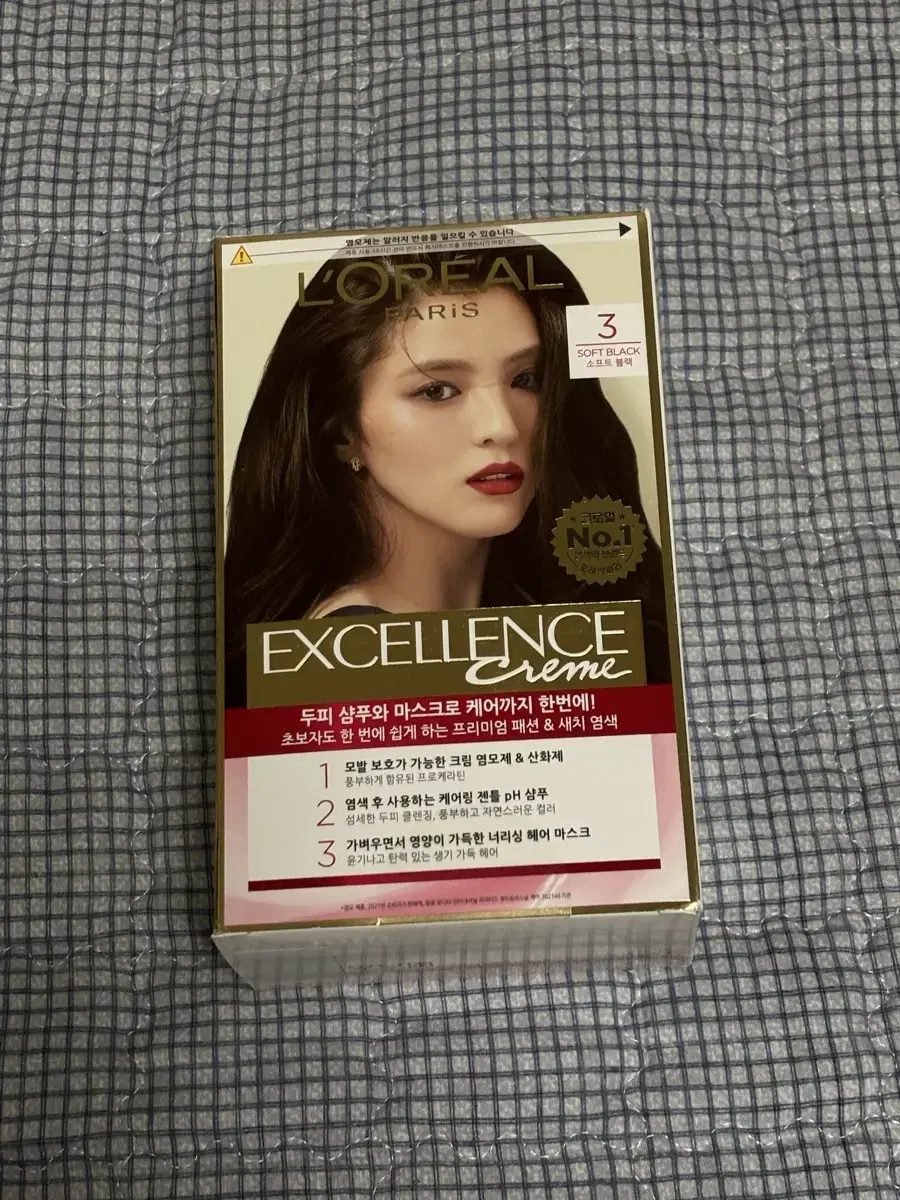 염모제는 알러지 반응을 일으킬 수 있습니다
L'ORÉAL
PARiS
3
SOFT BLACK
소프트 블랙
글로벌
No.1
로레알파리
EXCELLENCE
Creme
두피 샴푸와 마스크로 케어까지 한번에!
초보자도 한 번에 쉽게 하는 프리미엄 패션 & 새치 염색
1 모발 보호가 가능한 크림 염모제 & 산화제
풍부하게 함유된 프로케라틴
2 염색 후 사용하는 케어링 젠틀 pH 샴푸
섬세한 두피 클렌징, 풍부하고 자연스러운 컬러
3 가벼우면서 영양이 가득한 너리싱 헤어 마스크
윤기나고 탄력 있는 생기 가득 헤어